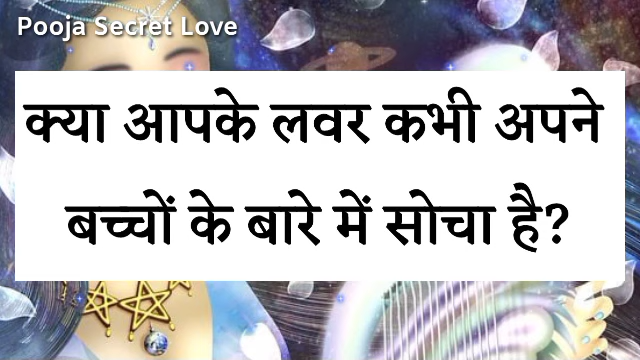 Pooja Secret Love
क्या आपके लवर कभी अपने
बच्चों के बारे में सोचा है?